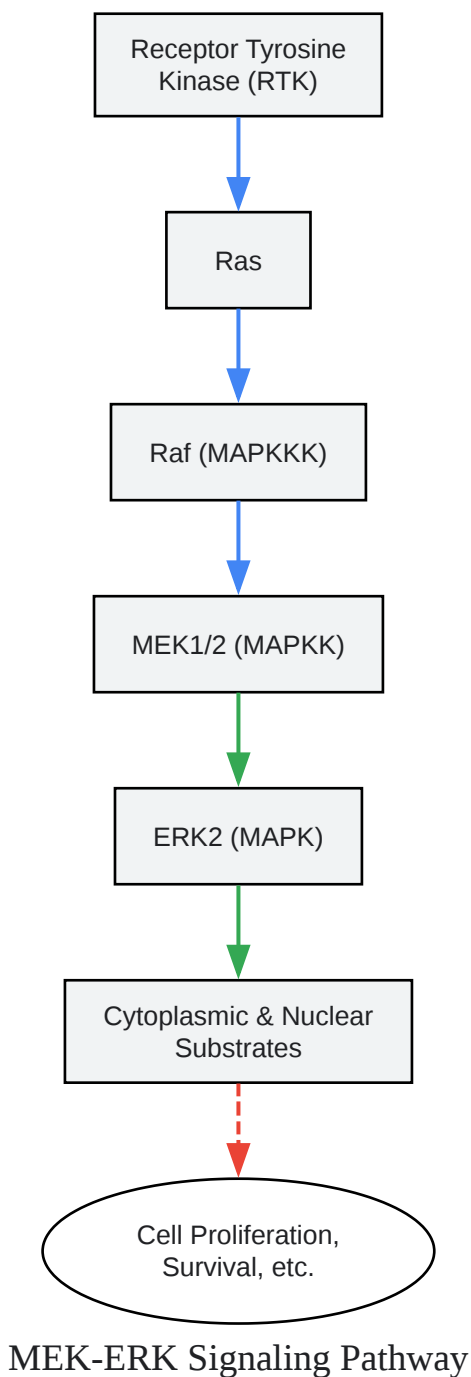 Receptor Tyrosine
Kinase (RTK)
Ras
Raf (MAPKKK)
MEK1/2 (MAPKK)
ERK2 (MAPK)
Cytoplasmic & Nuclear
Substrates
Cell Proliferation,
Survival, etc.
MEK-ERK Signaling Pathway